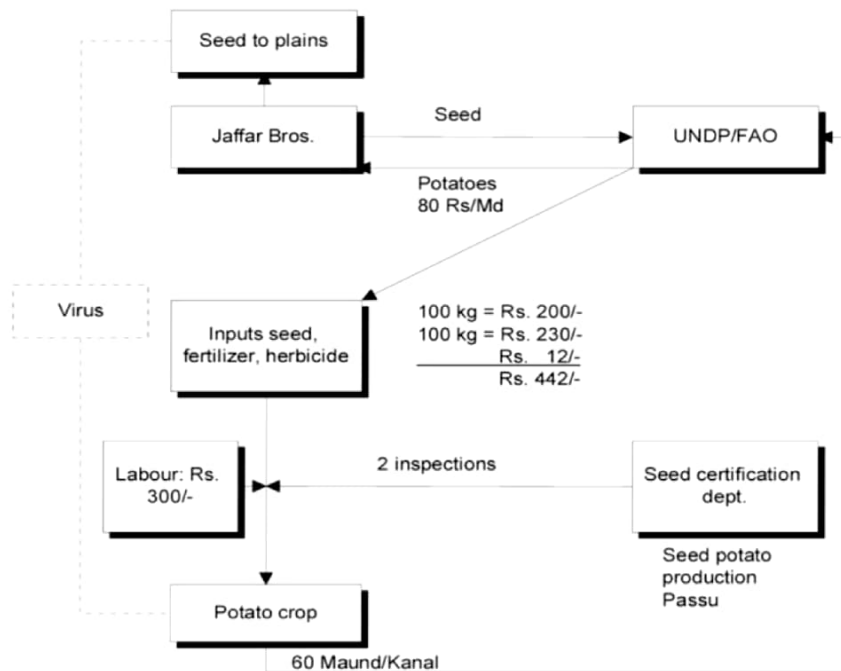 Seed to plains
Jaffar Bros.
Seed
UNDP/FAO
Potatoes
80 Rs/Md
Virus
Inputs seed,
fertilizer, herbicide
100 kg = Rs. 200/-
100 kg = Rs. 230/-
Rs. 12/-
Rs. 442/-
Labour: Rs.
300/-
2 inspections
Seed certification
dept.
Seed potato
production
Passu
Potato crop
60 Maund/Kanal